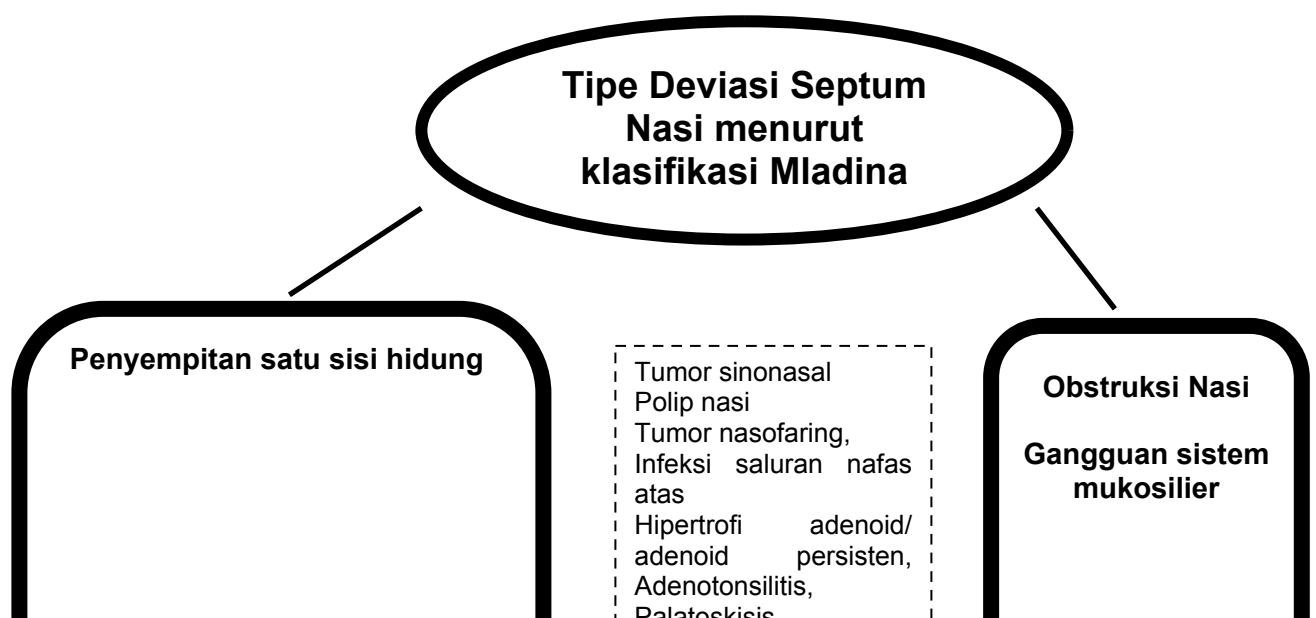 Tipe Deviasi Septum
Nasi menurut
klasifikasi Mladina
Penyempitan satu sisi hidung
Tumor sinonasal
Polip nasi
Tumor nasofaring,
Infeksi saluran nafas
atas
Hipertrofi adenoid/
adenoid persisten,
Adenotonsilitis,
Palatoskisis
Obstruksi Nasi
Gangguan sistem
mukosilier